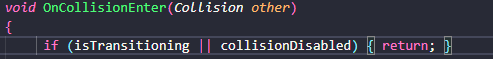 void OnCollisionEnter(Collision other)
{
if (isTransitioning || collisionDisabled) { return; }